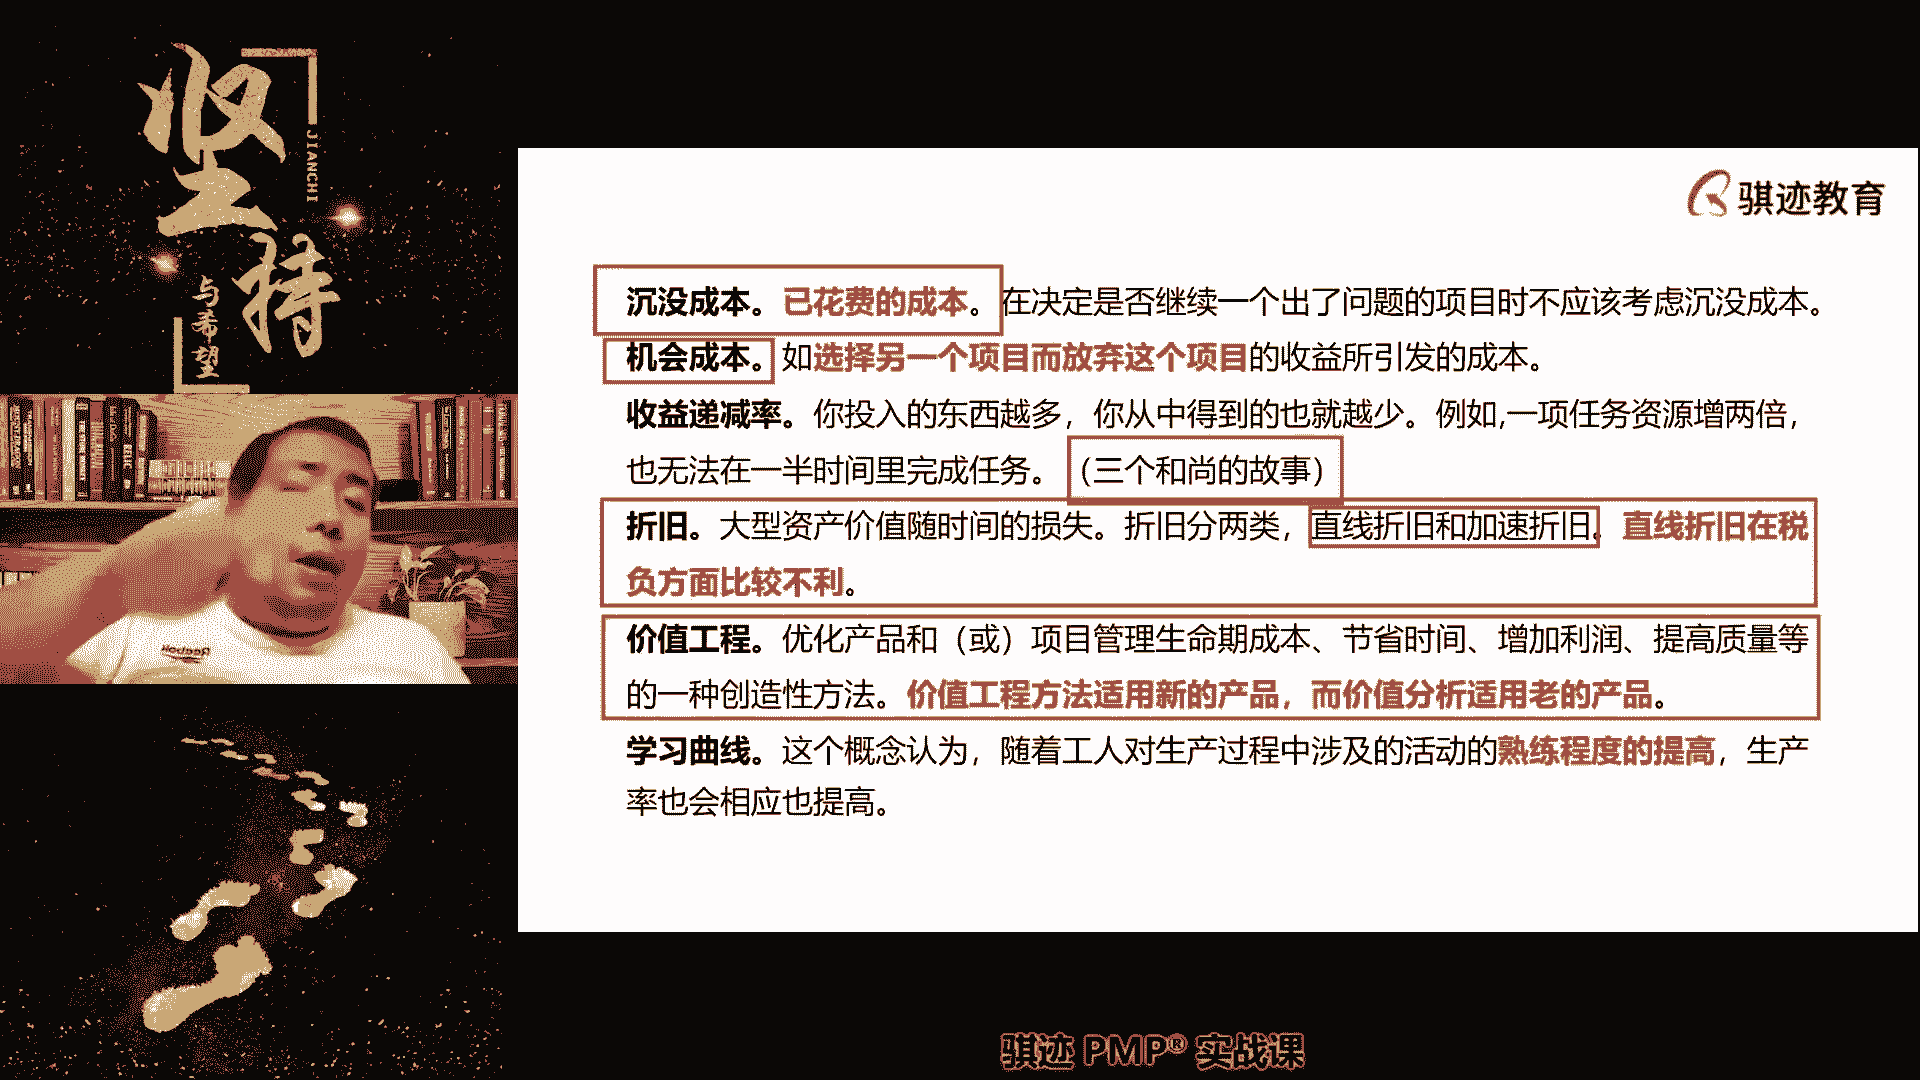 坚持
JIANCHI
与希望
Reebok
骐迹教育
沉没成本。已花费的成本。在决定是否继续一个出了问题的项目时不应该考虑沉没成本。
机会成本。如选择另一个项目而放弃这个项目的收益所引发的成本。
收益递减率。你投入的东西越多，你从中得到的也就越少。例如,一项任务资源增两倍，
也无法在一半时间里完成任务。（三个和尚的故事）
折旧。大型资产价值随时间的损失。折旧分两类，直线折旧和加速折旧。直线折旧在税
负方面比较不利。
价值工程。优化产品和（或）项目管理生命期成本、节省时间、增加利润、提高质量等
的一种创造性方法。价值工程方法适用新的产品，而价值分析适用老的产品。
学习曲线。这个概念认为，随着工人对生产过程中涉及的活动的熟练程度的提高，生产
率也会相应也提高。
骐迹 PMP® 实战课